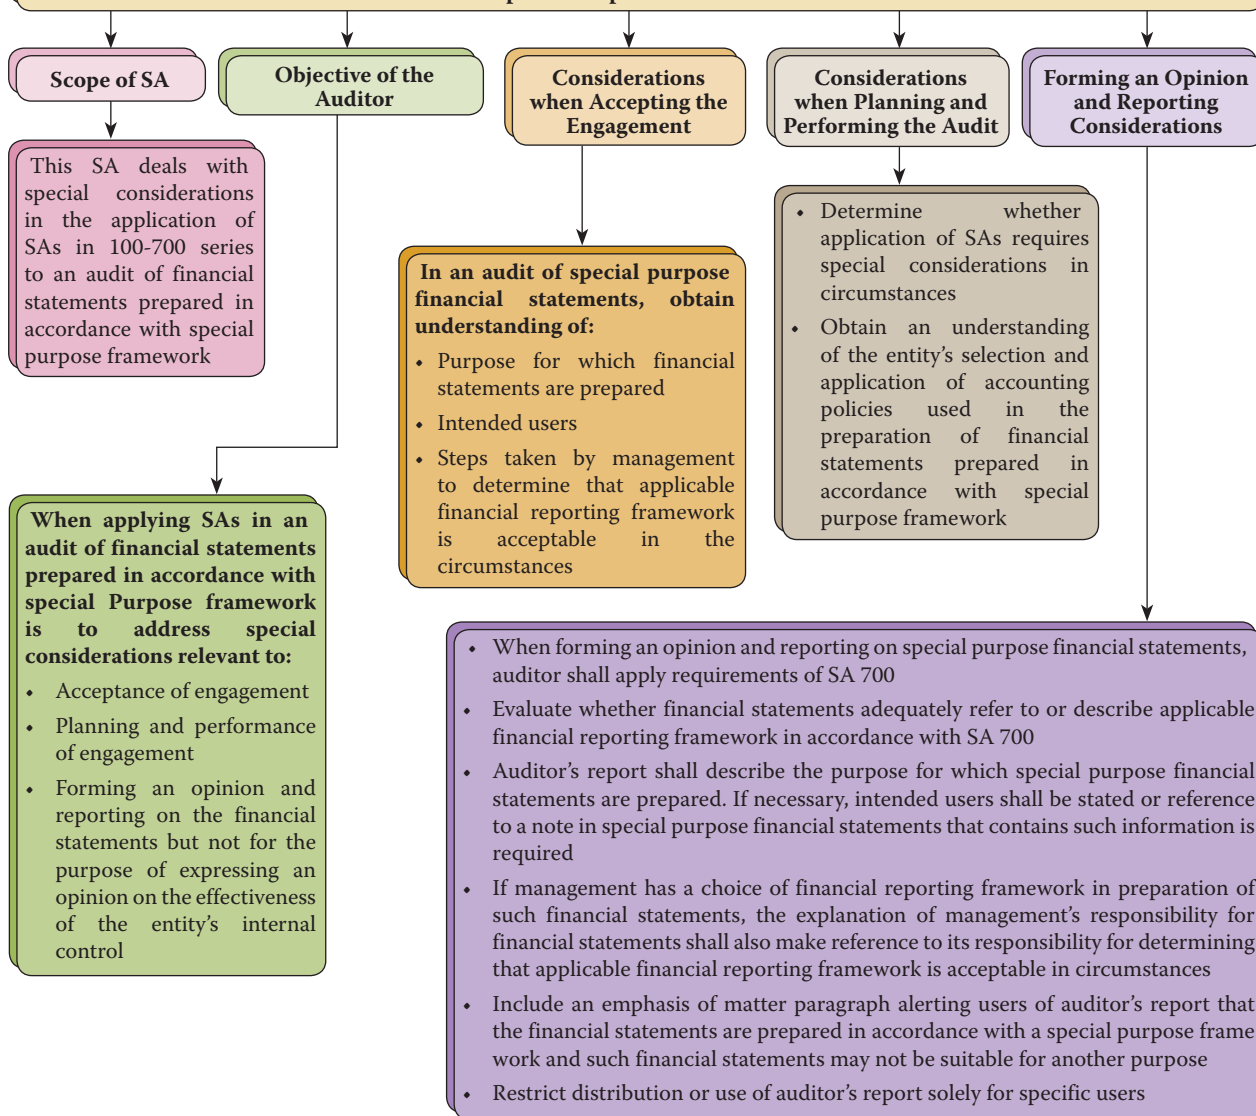 Scope of SA
Objective of the
Auditor
Considerations
when Accepting the
Engagement
Considerations
when Planning and
Performing the Audit
Forming an Opinion
and Reporting
Considerations
This SA deals with
special considerations
in the application of
SAs in 100-700 series
to an audit of financial
statements prepared in
accordance with special
purpose framework
In an audit of special purpose
financial statements, obtain
understanding of:
• Purpose for which financial
statements are prepared
• Intended users
• Steps taken by management
to determine that applicable
financial reporting framework
is acceptable in the
circumstances
• Determine whether
application of SAs requires
special considerations in
circumstances
• Obtain an understanding
of the entity's selection and
application of accounting
policies used in the
preparation of financial
statements prepared in
accordance with special
purpose framework
When applying SAs in an
audit of financial statements
prepared in accordance with
special Purpose framework
is to address special
considerations relevant to:
• Acceptance of engagement
• Planning and performance
of engagement
• Forming an opinion and
reporting on the financial
statements but not for the
purpose of expressing an
opinion on the effectiveness
of the entity's internal
control
• When forming an opinion and reporting on special purpose financial statements,
auditor shall apply requirements of SA 700
• Evaluate whether financial statements adequately refer to or describe applicable
financial reporting framework in accordance with SA 700
• Auditor's report shall describe the purpose for which special purpose financial
statements are prepared. If necessary, intended users shall be stated or reference
to a note in special purpose financial statements that contains such information is
required
• If management has a choice of financial reporting framework in preparation of
such financial statements, the explanation of management's responsibility for
financial statements shall also make reference to its responsibility for determining
that applicable financial reporting framework is acceptable in circumstances
• Include an emphasis of matter paragraph alerting users of auditor's report that
the financial statements are prepared in accordance with a special purpose frame
work and such financial statements may not be suitable for another purpose
• Restrict distribution or use of auditor's report solely for specific users